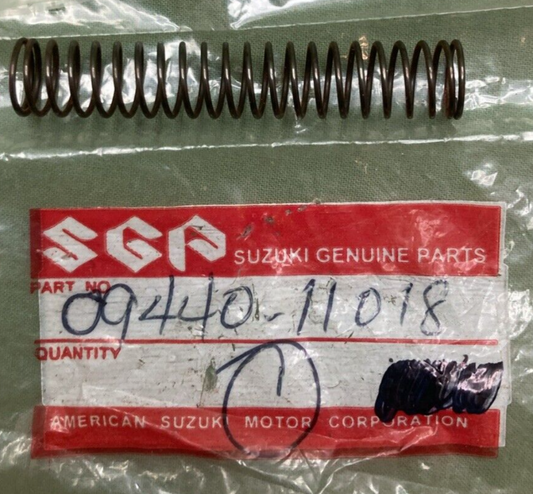 SGP SUZUKI GENUINE PARTS
PART NO.
09440-11018
QUANTITY
1
AMERICAN SUZUKI MOTOR CORPORATION